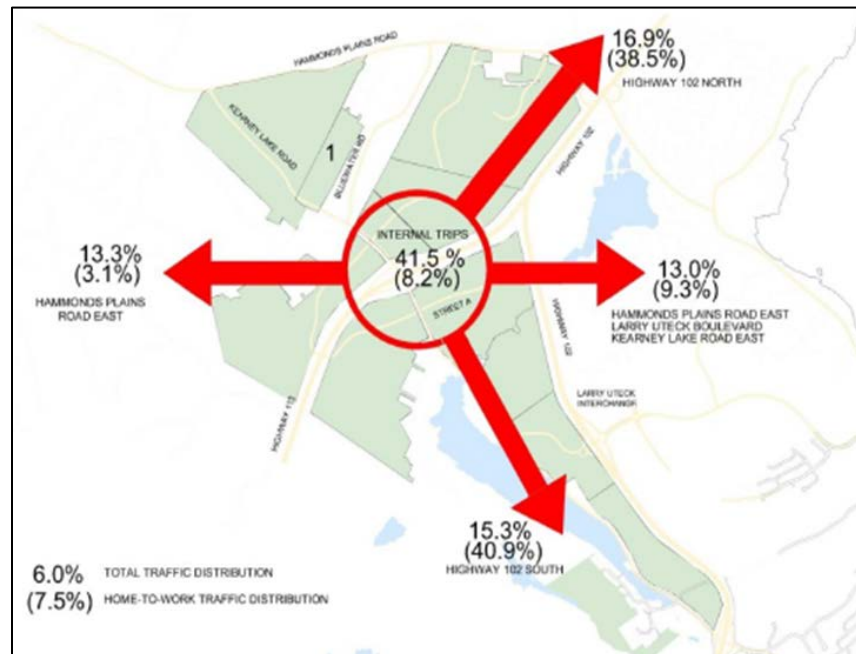 16.9%
(38.5%)
HIGHWAY 102 NORTH
HAMMONDS PLAINS ROAD
KEARNEY LAKE ROAD
1
BLUEWATER RD
HIGHWAY 102
INTERNAL TRIPS
41.5 %
(8.2%)
STREET A
13.3%
(3.1%)
HAMMONDS PLAINS
ROAD EAST
13.0%
(9.3%)
HAMMONDS PLAINS ROAD EAST
LARRY UTECK BOULEVARD
KEARNEY LAKE ROAD EAST
HIGHWAY 102
LARRY UTECK
INTERCHANGE
HIGHWAY 113
15.3%
(40.9%)
HIGHWAY 102 SOUTH
6.0% TOTAL TRAFFIC DISTRIBUTION
(7.5%) HOME-TO-WORK TRAFFIC DISTRIBUTION